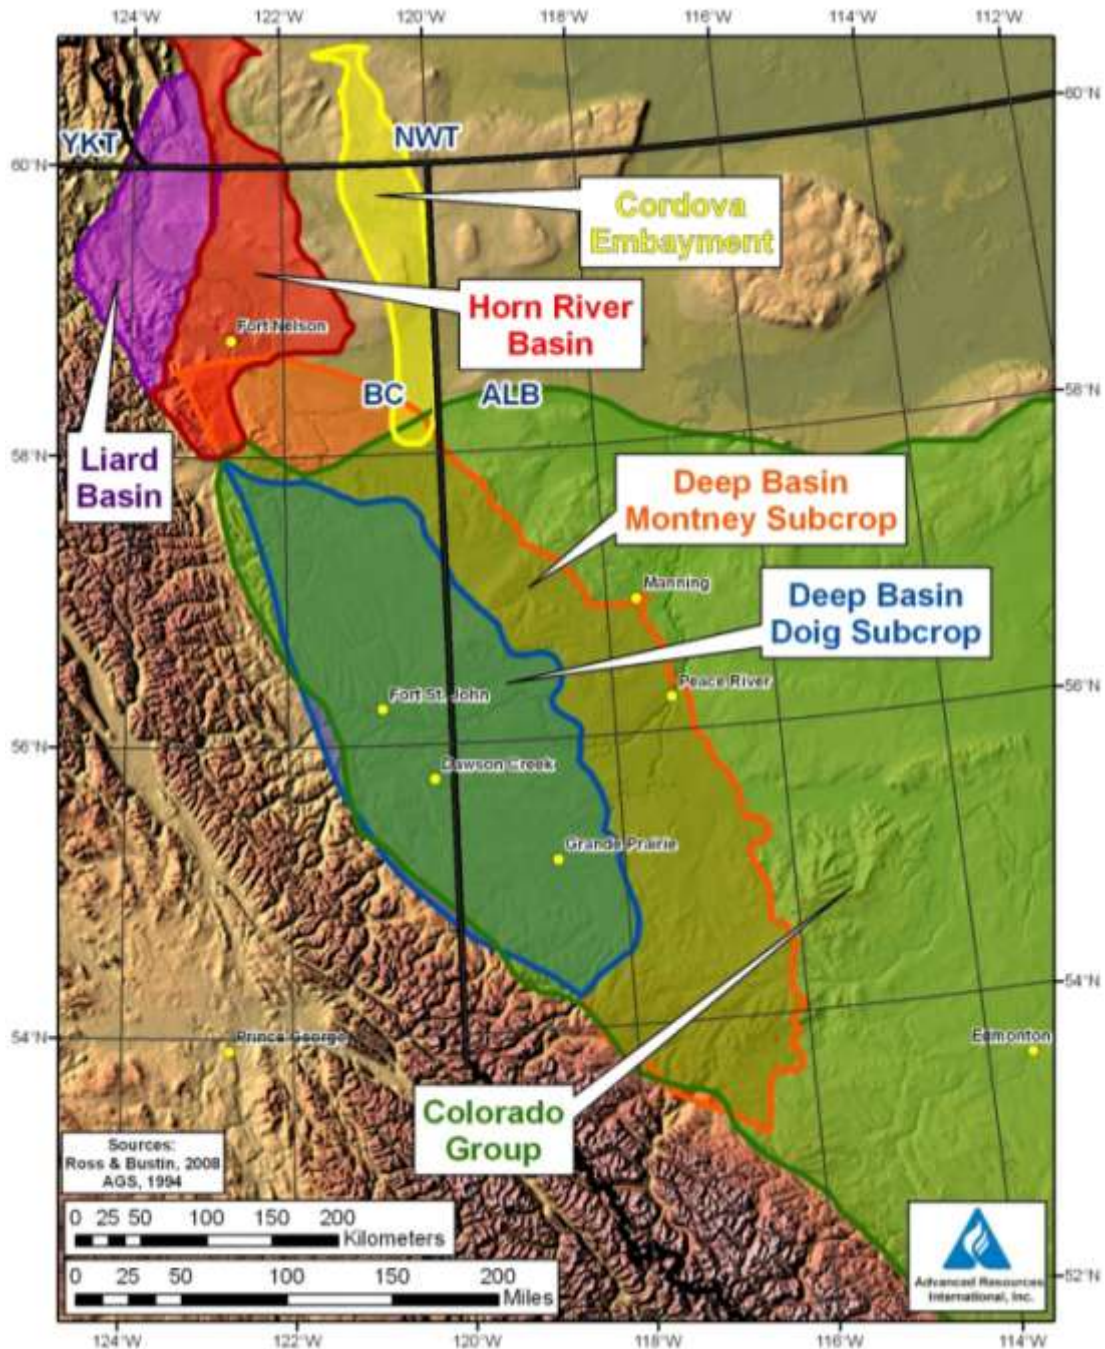 124°W 122°W 120°W 118°W 116°W 114°W 112°W
60°N
YKT
NWT
60°N
Cordova
Embayment
Horn River
Basin
Fort Nelson
BC
ALB
58°N
58°N
Liard
Basin
Deep Basin
Montney Subcrop
Manning
Deep Basin
Doig Subcrop
Peace River
Fort St. John
56°N
56°N
Dawson Creek
Grande Prairie
54°N
54°N
Prince George
Edmonton
Colorado
Group
Sources:
Ross & Bustin, 2008
AGS, 1994
0 25 50 100 150 200
Kilometers
0 25 50 100 150 200
Miles
Advanced Resources
International, Inc.
52°N
124°W 122°W 120°W 118°W 116°W 114°W